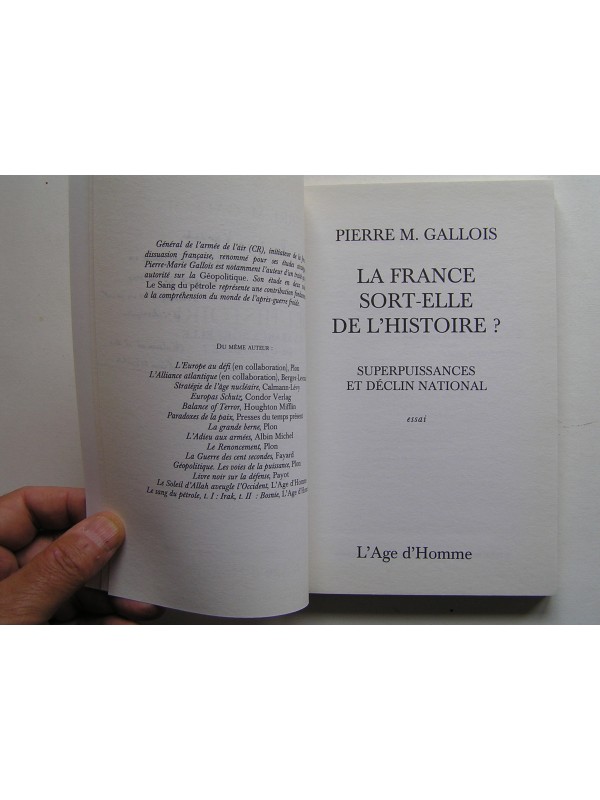 Général de l'armée de l'air (CR), initiateur de la
dissuasion française, renommé pour ses études
Pierre-Marie Gallois est notamment l'auteur d'un
autorité sur la Géopolitique. Son étude en deux
Le Sang du pétrole représente une contribution
à la compréhension du monde de l'après-guerre froide.
DU MÊME AUTEUR :
L'Europe au défi (en collaboration), Plon
L'Alliance atlantique (en collaboration), Berger-
Stratégie de l'âge nucléaire, Calmann-Lévy
Europas Schutz, Condor Verlag
Balance of Terror, Houghton Mifflin
Paradoxes de la paix, Presses du temps présent
La grande berne, Plon
L'Adieu aux armées, Albin Michel
Le Renoncement, Plon
La Guerre des cent secondes, Fayard
Géopolitique. Les voies de la puissance, Plon
Livre noir sur la défense, Payot
Le Soleil d'Allah aveugle l'Occident, L'Age d'Homme
Le sang du pétrole, t. I : Irak, t. II : Bosnie, L'Age d'Homme
PIERRE M. GALLOIS
LA FRANCE
SORT-ELLE
DE L'HISTOIRE ?
SUPERPUISSANCES
ET DÉCLIN NATIONAL
essai
L'Age d'Homme